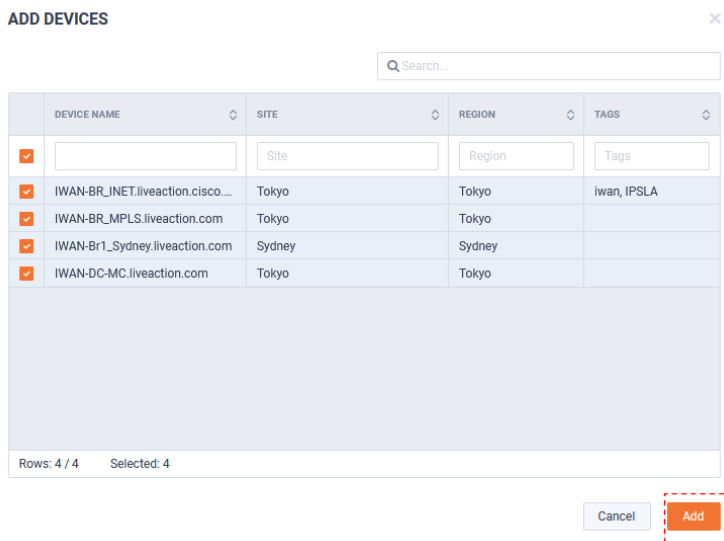 ADD DEVICES
Search...
DEVICE NAME SITE REGION TAGS
Site Region Tags
IWAN-BR_INET.liveaction.cisco.... Tokyo Tokyo iwan, IPSLA
IWAN-BR_MPLS.liveaction.com Tokyo Tokyo
IWAN-Br1_Sydney.liveaction.com Sydney Sydney
IWAN-DC-MC.liveaction.com Tokyo Tokyo
Rows: 4 / 4 Selected: 4
Cancel Add